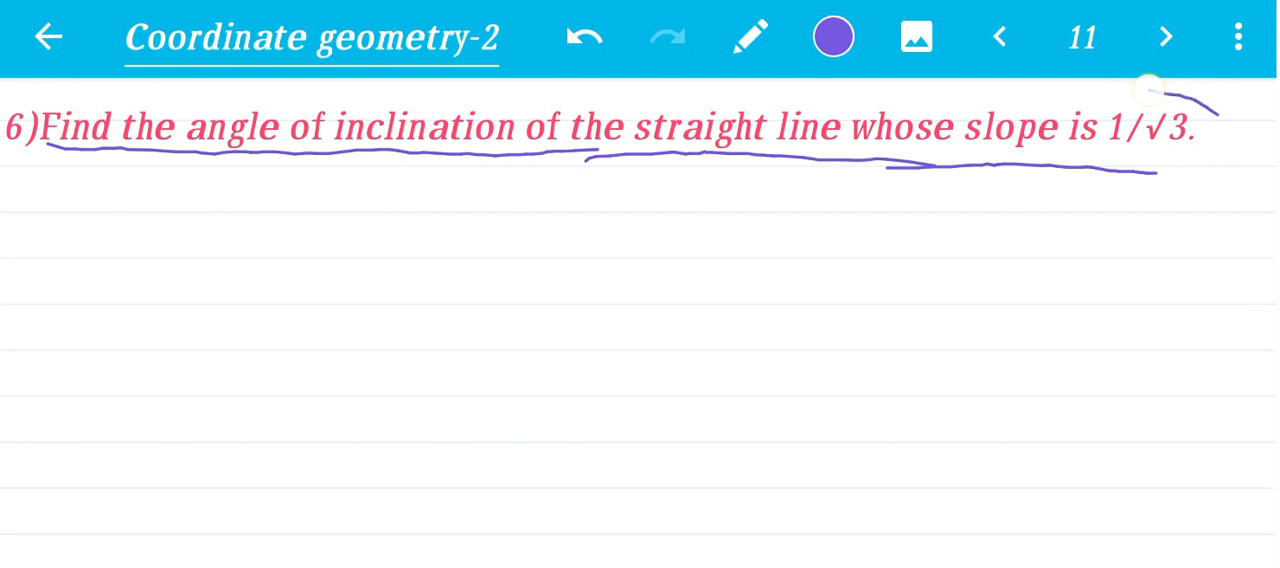 Coordinate geometry-2
11
6)Find the angle of inclination of the straight line whose slope is 1/√3.